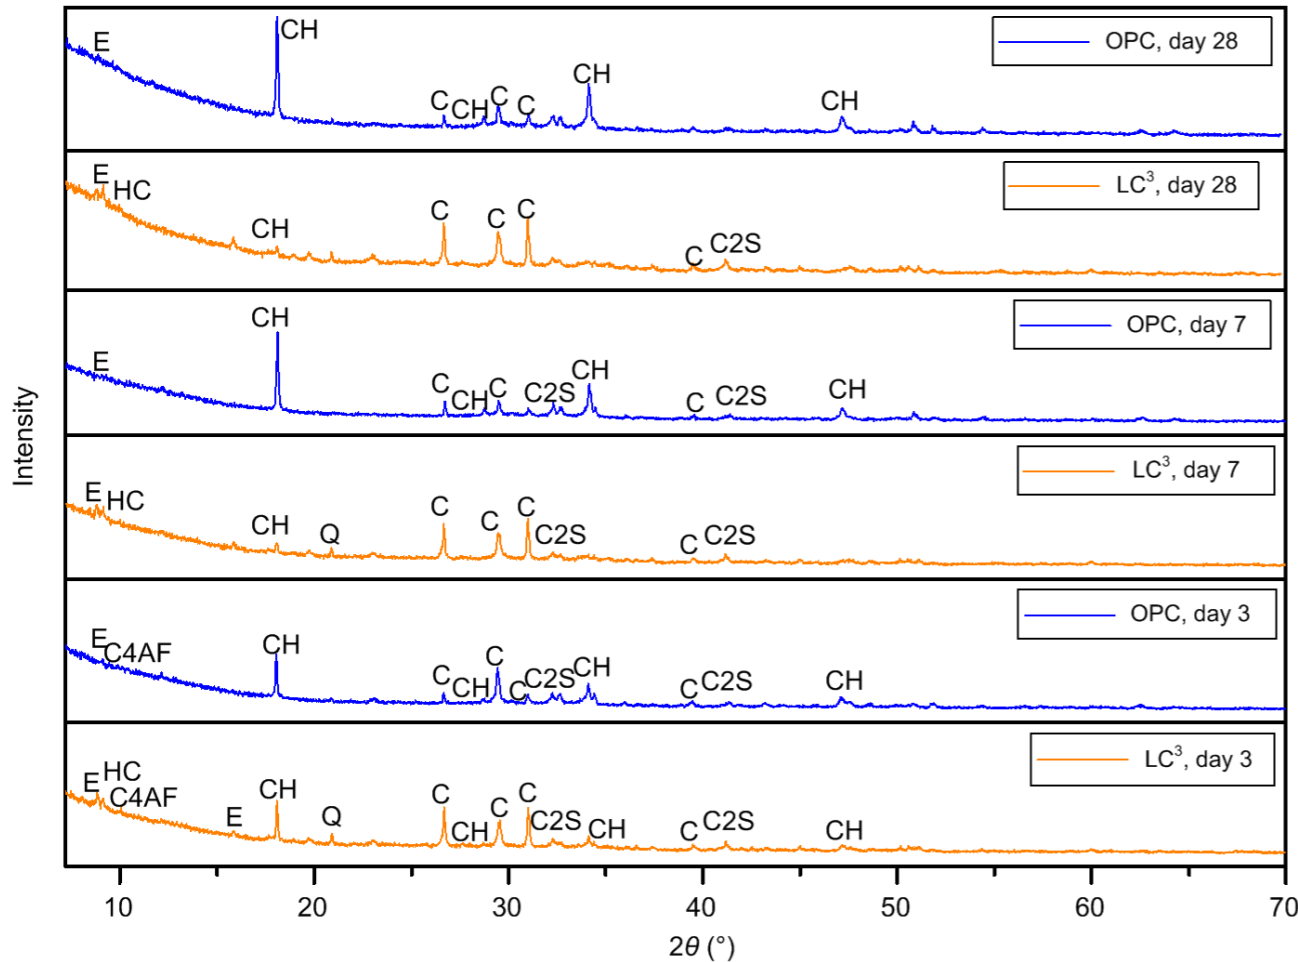 E
CH
C
CH
C
C
CH
CH
OPC, day 28
E
HC
CH
C
C
C
C
C2S
LC³, day 28
E
CH
C
CH
C
C2S
CH
C
C2S
CH
OPC, day 7
E
HC
CH
Q
C
C
C
C2S
C
C2S
LC³, day 7
E
C4AF
CH
C
CH
C
C
C2S
CH
C
C2S
CH
OPC, day 3
E
HC
C4AF
E
CH
Q
C
CH
C
C
C2S
CH
C
C2S
CH
LC³, day 3
Intensity
10 20 30 40 50 60 70
2θ (°)